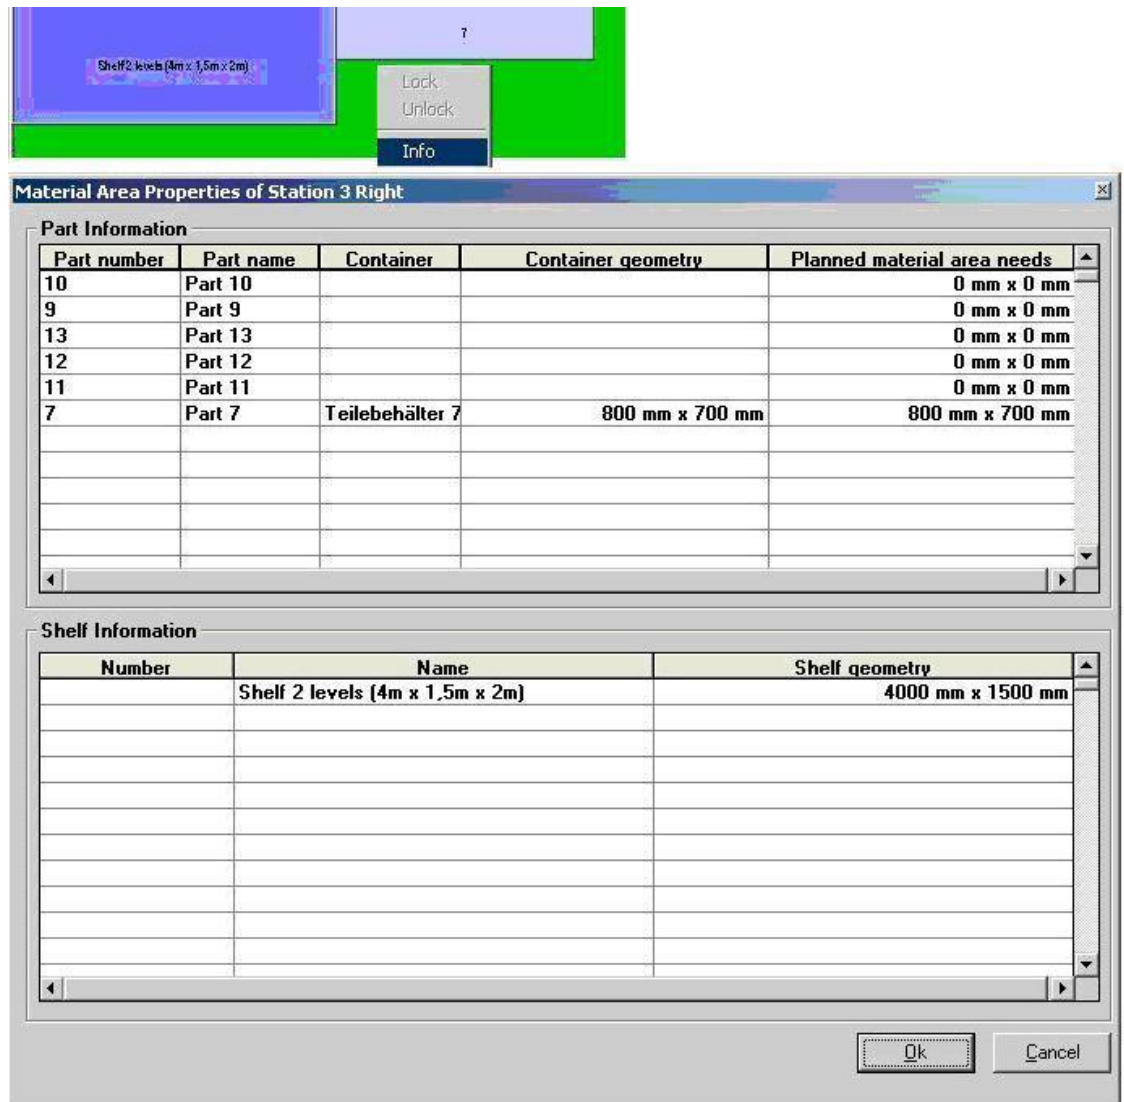 7
Shelf 2 levels (4m x 1,5m x 2m)
Lock
Unlock
Info
Material Area Properties of Station 3 Right
Part Information
Part number Part name Container Container geometry Planned material area needs
10 Part 10 0 mm x 0 mm
9 Part 9 0 mm x 0 mm
13 Part 13 0 mm x 0 mm
12 Part 12 0 mm x 0 mm
11 Part 11 0 mm x 0 mm
7 Part 7 Teilebehälter 7 800 mm x 700 mm 800 mm x 700 mm
Shelf Information
Number Name Shelf geometry
Shelf 2 levels (4m x 1,5m x 2m) 4000 mm x 1500 mm
Ok Cancel